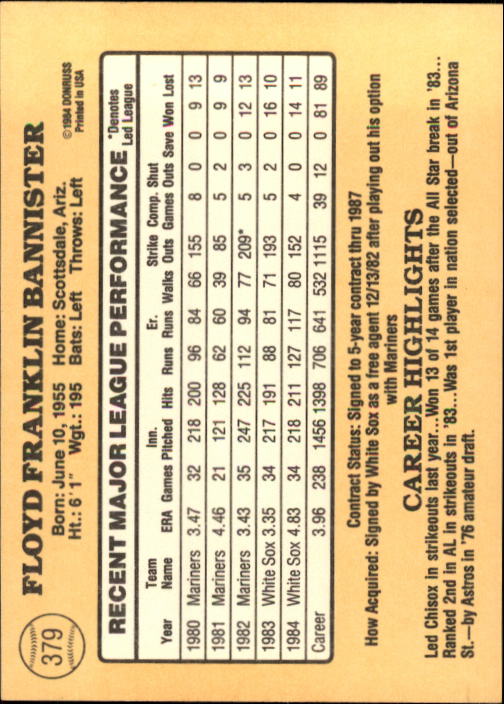 379
FLOYD FRANKLIN BANNISTER
Born: June 10, 1955 Home: Scottsdale, Ariz.
Ht.: 6' 1" Wgt.: 195 Bats: Left Throws: Left
©1984 DONRUSS
Printed in USA
RECENT MAJOR LEAGUE PERFORMANCE *Denotes Led League
Year Team Name ERA Games Inn. Pitched Hits Runs Er. Runs Walks Strike Outs Comp. Games Shut Outs Save Won Lost
1980 Mariners 3.47 32 218 200 96 84 66 155 8 0 0 9 13
1981 Mariners 4.46 21 121 128 62 60 39 85 5 2 0 9 9
1982 Mariners 3.43 35 247 225 112 94 77 209* 5 3 0 12 13
1983 White Sox 3.35 34 217 191 88 81 71 193 5 2 0 16 10
1984 White Sox 4.83 34 218 211 127 117 80 152 4 0 0 14 11
Career 3.96 238 1456 1398 706 641 532 1115 39 12 0 81 89
Contract Status: Signed to 5-year contract thru 1987
How Acquired: Signed by White Sox as a free agent 12/13/82 after playing out his option
with Mariners
CAREER HIGHLIGHTS
Led Chisox in strikeouts last year...Won 13 of 14 games after the All Star break in '83...
Ranked 2nd in AL in strikeouts in '83...Was 1st player in nation selected—out of Arizona
St.—by Astros in '76 amateur draft.